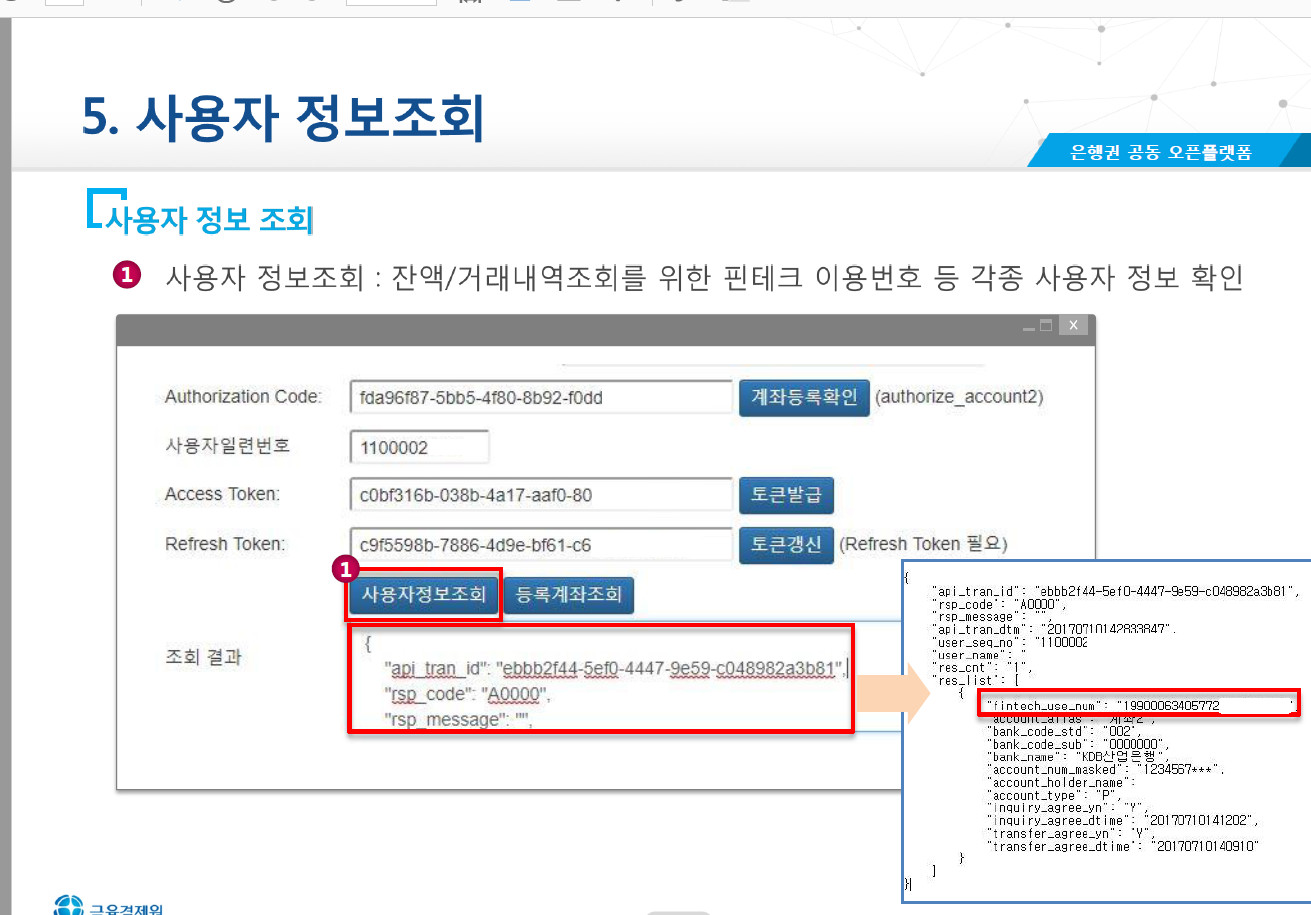 5. 사용자 정보조회
은행권 공동 오픈플랫폼
사용자 정보 조회
1 사용자 정보조회 : 잔액/거래내역조회를 위한 핀테크 이용번호 등 각종 사용자 정보 확인
X
Authorization Code: fda96f87-5bb5-4f80-8b92-f0dd 계좌등록확인 (authorize_account2)
사용자일련번호 1100002
Access Token: c0bf316b-038b-4a17-aaf0-80 토큰발급
Refresh Token: c9f5598b-7886-4d9e-bf61-c6 토큰갱신 (Refresh Token 필요)
1
사용자정보조회 등록계좌조회
조회 결과
{
"api_tran_id": "ebbb2f44-5ef0-4447-9e59-c048982a3b81",
"rsp_code": "A0000",
"rsp_message": "",
{
"api_tran_id": "ebbb2f44-5ef0-4447-9e59-c048982a3b81",
"rsp_code": "A0000",
"rsp_message": "",
"api_tran_dtm": "20170710142833847",
"user_seq_no": "1100002
"user_name": "
"res_cnt": "1",
"res_list": [
{
"fintech_use_num": "19900063405772 ",
"account_alias": "계좌2",
"bank_code_std": "002",
"bank_code_sub": "0000000",
"bank_name": "KDB산업은행",
"account_num_masked": "1234567***",
"account_holder_name":
"account_type": "P",
"inquiry_agree_yn": "Y",
"inquiry_agree_dtime": "20170710141202",
"transfer_agree_yn": "Y",
"transfer_agree_dtime": "20170710140910"
}
]
}
금융결제원